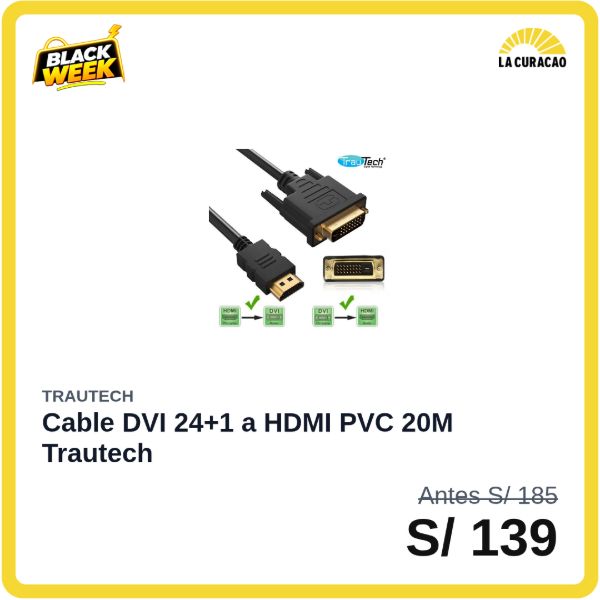 BLACK
WEEK
LA CURACAO
TrauTech®
HDMI
DVI
DVI
HDMI
TRAUTECH
Cable DVI 24+1 a HDMI PVC 20M
Trautech
Antes S/ 185
S/ 139